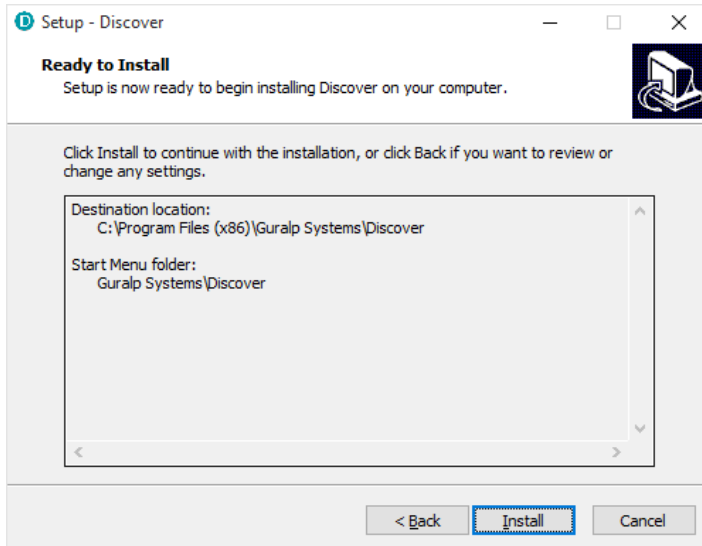 Setup - Discover
Ready to Install
Setup is now ready to begin installing Discover on your computer.
Click Install to continue with the installation, or click Back if you want to review or
change any settings.
Destination location:
C:\Program Files (x86)\Guralp Systems\Discover
Start Menu folder:
Guralp Systems\Discover
< Back
Install
Cancel